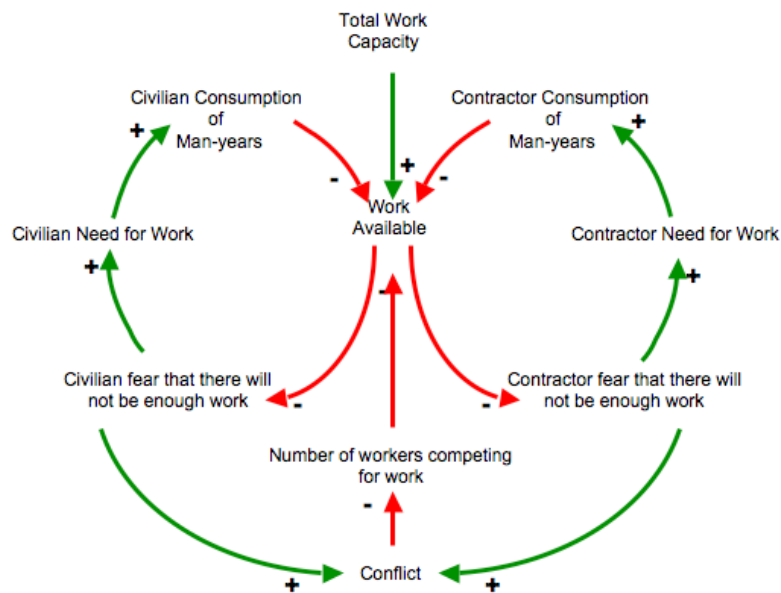 Total Work
Capacity
Civilian Consumption
of
Man-years
Contractor Consumption
of
Man-years
+
+
-
+
-
Work
Available
Civilian Need for Work
Contractor Need for Work
+
+
-
Civilian fear that there will
not be enough work
Contractor fear that there will
not be enough work
-
-
Number of workers competing
for work
-
Conflict
+
+